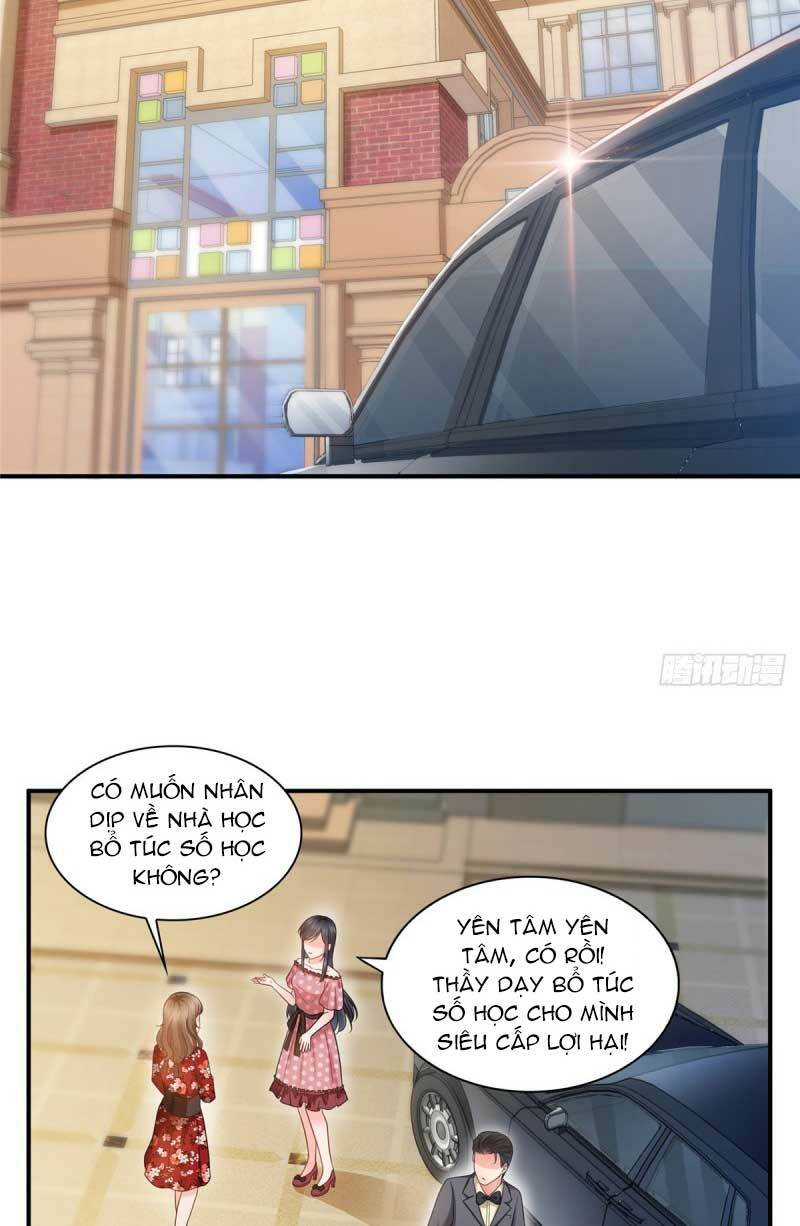 腾讯动漫
CÓ MUỐN NHÂN
DỊP VỀ NHÀ HỌC
BỔ TÚC SỐ HỌC
KHÔNG?
YÊN TÂM YÊN
TÂM, CÓ RỒI!
THẦY DẠY BỔ TÚC
SỐ HỌC CHO MÌNH
SIÊU CẤP LỢI HẠI!